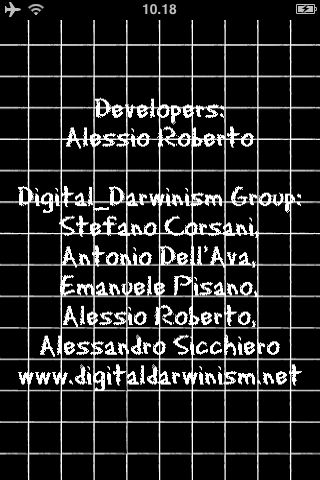 10.18
Developers:
Alessio Roberto
Digital_Darwinism Group:
Stefano Corsani,
Antonio Dell'Ava,
Emanuele Pisano,
Alessio Roberto,
Alessandro Sicchiero
www.digitaldarwinism.net